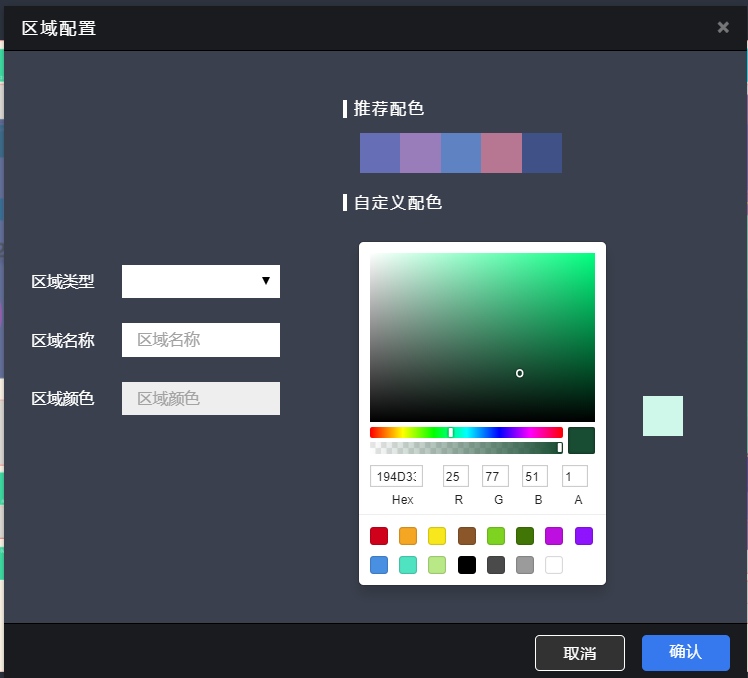 区域配置
推荐配色
自定义配色
区域类型
区域名称 区域名称
区域颜色 区域颜色
194D33 25 77 51 1
Hex R G B A
取消 确认